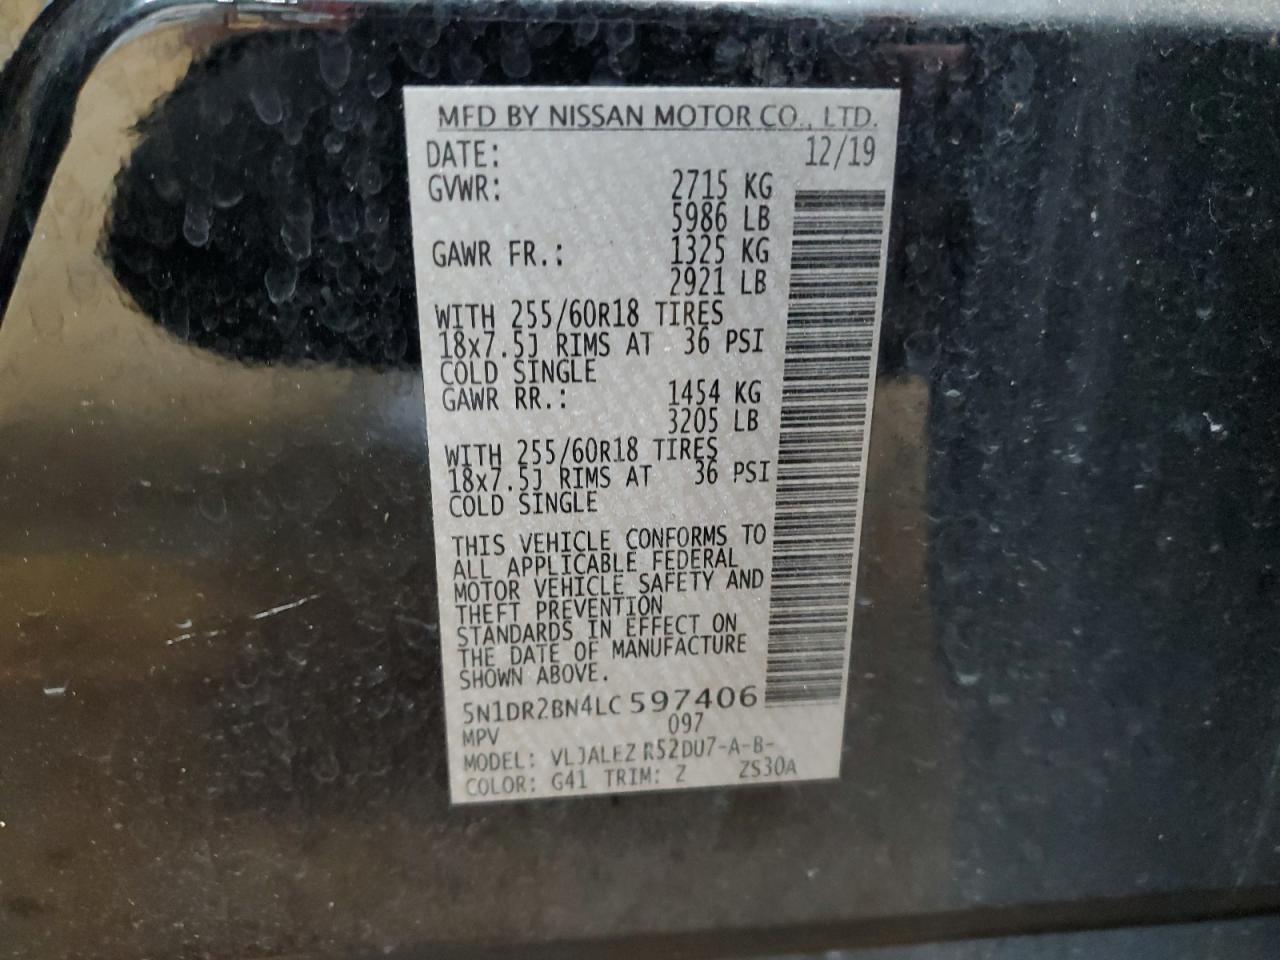 MFD BY NISSAN MOTOR CO., LTD.
DATE: 12/19
GVWR: 2715 KG
5986 LB
GAWR FR.: 1325 KG
2921 LB
WITH 255/60R18 TIRES
18x7.5J RIMS AT 36 PSI
COLD SINGLE
GAWR RR.: 1454 KG
3205 LB
WITH 255/60R18 TIRES
18x7.5J RIMS AT 36 PSI
COLD SINGLE
THIS VEHICLE CONFORMS TO
ALL APPLICABLE FEDERAL
MOTOR VEHICLE SAFETY AND
THEFT PREVENTION
STANDARDS IN EFFECT ON
THE DATE OF MANUFACTURE
SHOWN ABOVE.
5N1DR2BN4LC 597406
MPV 097
MODEL: VLJALEZ R52DU7-A-B-
COLOR: G41 TRIM: Z ZS30A